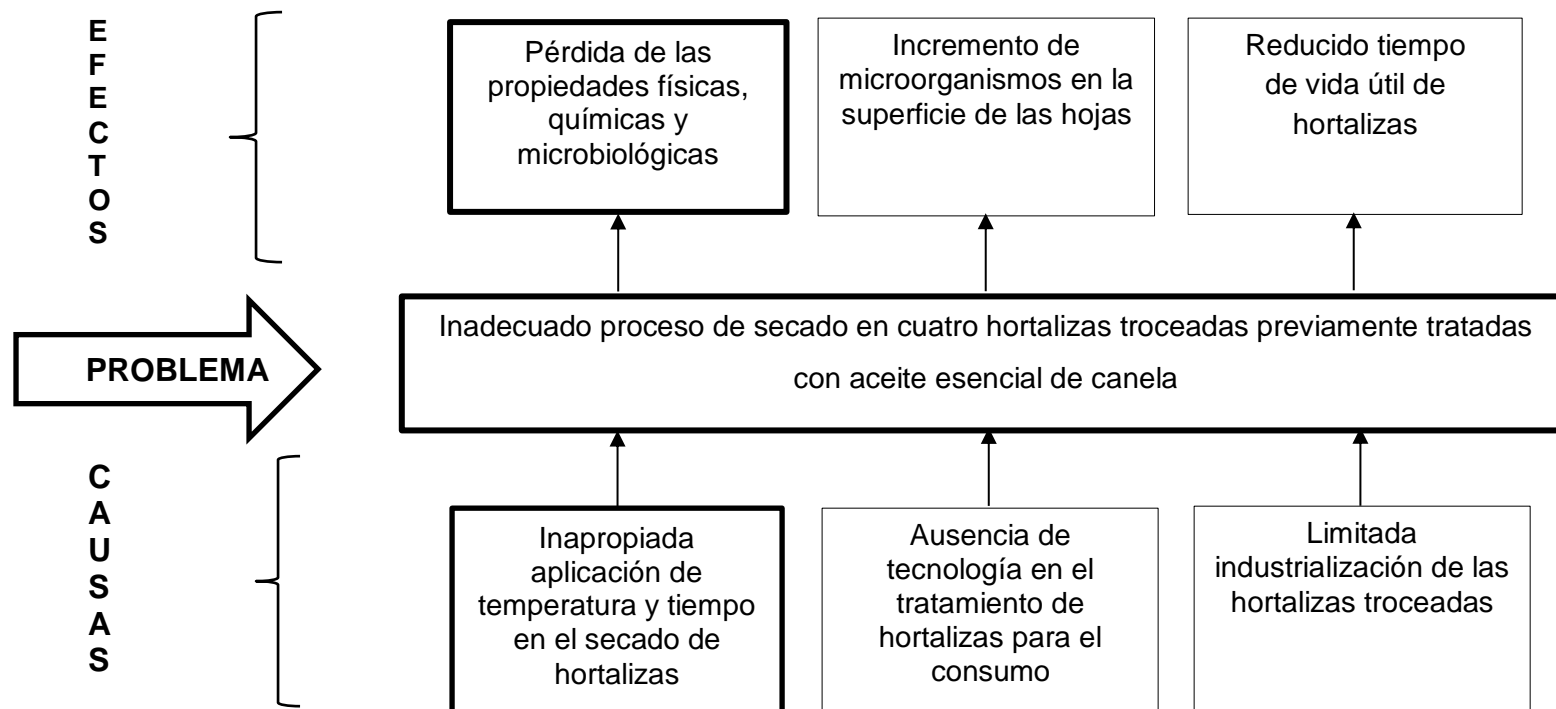 E
F
E
C
T
O
S
Pérdida de las
propiedades físicas,
químicas y
microbiológicas
Incremento de
microorganismos en la
superficie de las hojas
Reducido tiempo
de vida útil de
hortalizas
PROBLEMA
Inadecuado proceso de secado en cuatro hortalizas troceadas previamente tratadas
con aceite esencial de canela
C
A
U
S
A
S
Inapropiada
aplicación de
temperatura y tiempo
en el secado de
hortalizas
Ausencia de
tecnología en el
tratamiento de
hortalizas para el
consumo
Limitada
industrialización de las
hortalizas troceadas